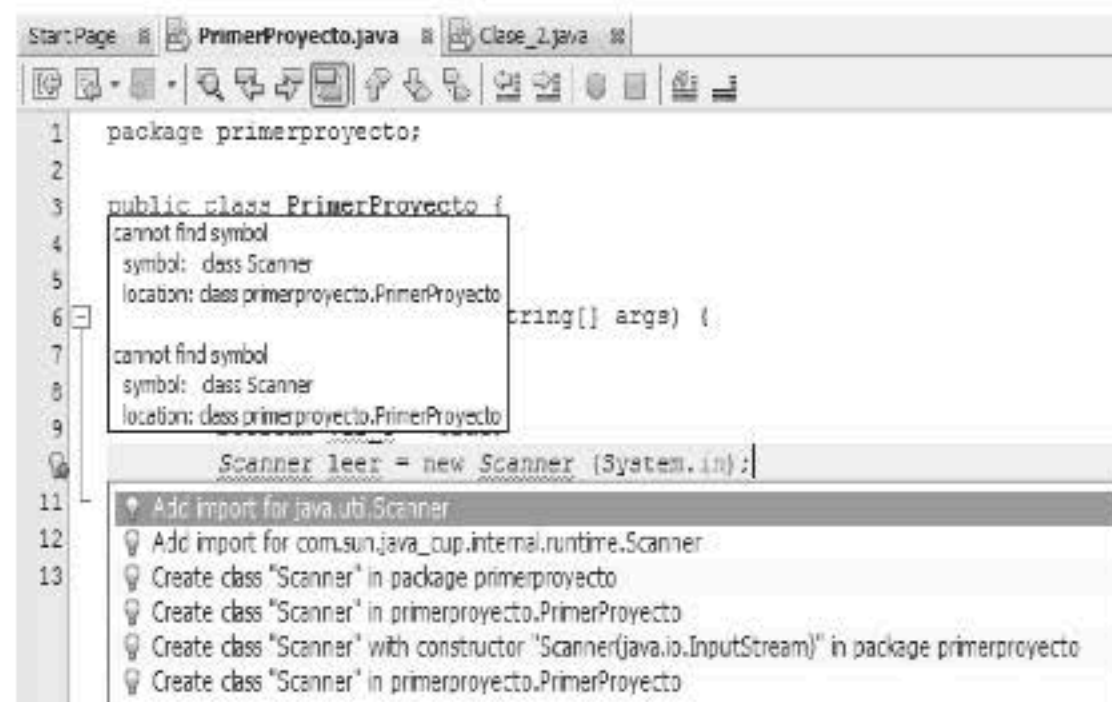 Start Page PrimerProyecto.java Clase_2.java
1 package primerproyecto;
2
3 public class PrimerProyecto {
4
5
6 tring[] args) {
7
8
9
cannot find symbol
symbol: class Scanner
location: class primerproyecto.PrimerProyecto
cannot find symbol
symbol: class Scanner
location: class primerproyecto.PrimerProyecto
Scanner leer = new Scanner (System.in);
11
12
13
Add import for java.util.Scanner
Add import for com.sun.java_cup.internal.runtime.Scanner
Create class "Scanner" in package primerproyecto
Create class "Scanner" in primerproyecto.PrimerProyecto
Create class "Scanner" with constructor "Scanner(java.io.InputStream)" in package primerproyecto
Create class "Scanner" in primerproyecto.PrimerProyecto